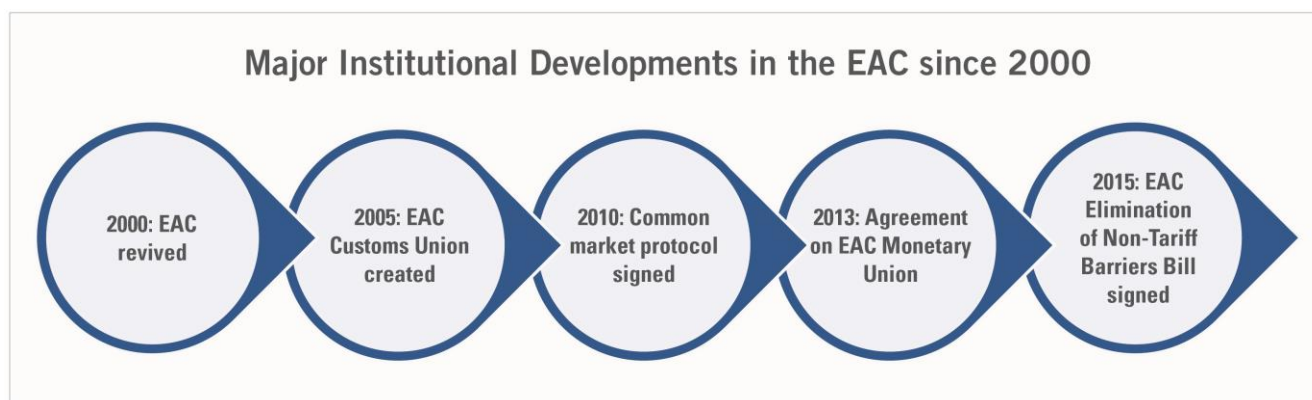 Major Institutional Developments in the EAC since 2000
2000: EAC
revived
2005: EAC
Customs Union
created
2010: Common
market protocol
signed
2013: Agreement
on EAC Monetary
Union
2015: EAC
Elimination
of Non-Tariff
Barriers Bill
signed